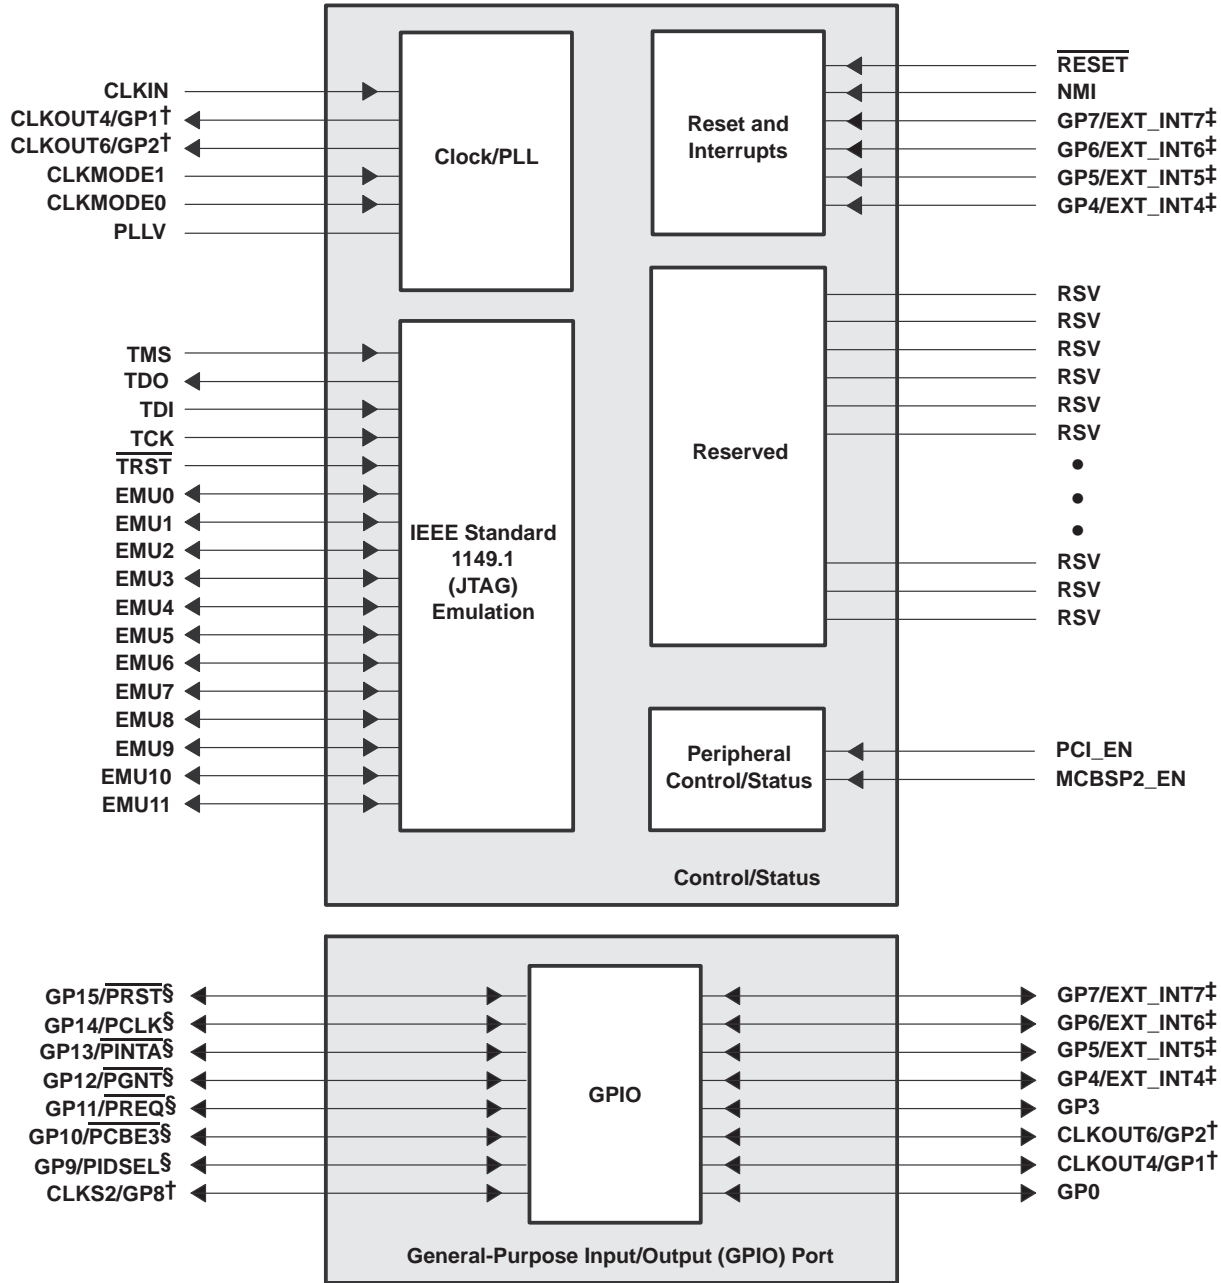 CLKIN
CLKOUT4/GP1†
CLKOUT6/GP2†
CLKMODE1
CLKMODE0
PLLV
Clock/PLL
TMS
TDO
TDI
TCK
TRST
EMU0
EMU1
EMU2
EMU3
EMU4
EMU5
EMU6
EMU7
EMU8
EMU9
EMU10
EMU11
IEEE Standard
1149.1
(JTAG)
Emulation
Reset and
Interrupts
RESET
NMI
GP7/EXT_INT7‡
GP6/EXT_INT6‡
GP5/EXT_INT5‡
GP4/EXT_INT4‡
Reserved
RSV
RSV
RSV
RSV
RSV
RSV
•
•
•
RSV
RSV
RSV
Peripheral
Control/Status
PCI_EN
MCBSP2_EN
Control/Status
GP15/PRST§
GP14/PCLK§
GP13/PINTA§
GP12/PGNT§
GP11/PREQ§
GP10/PCBE3§
GP9/PIDSEL§
CLKS2/GP8†
GPIO
GP7/EXT_INT7‡
GP6/EXT_INT6‡
GP5/EXT_INT5‡
GP4/EXT_INT4‡
GP3
CLKOUT6/GP2†
CLKOUT4/GP1†
GP0
General-Purpose Input/Output (GPIO) Port